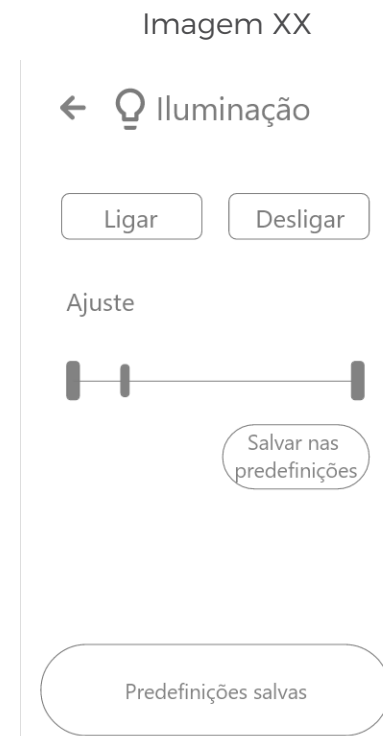 Imagem XX
Iluminação
Ligar
Desligar
Ajuste
Salvar nas
predefinições
Predefinições salvas